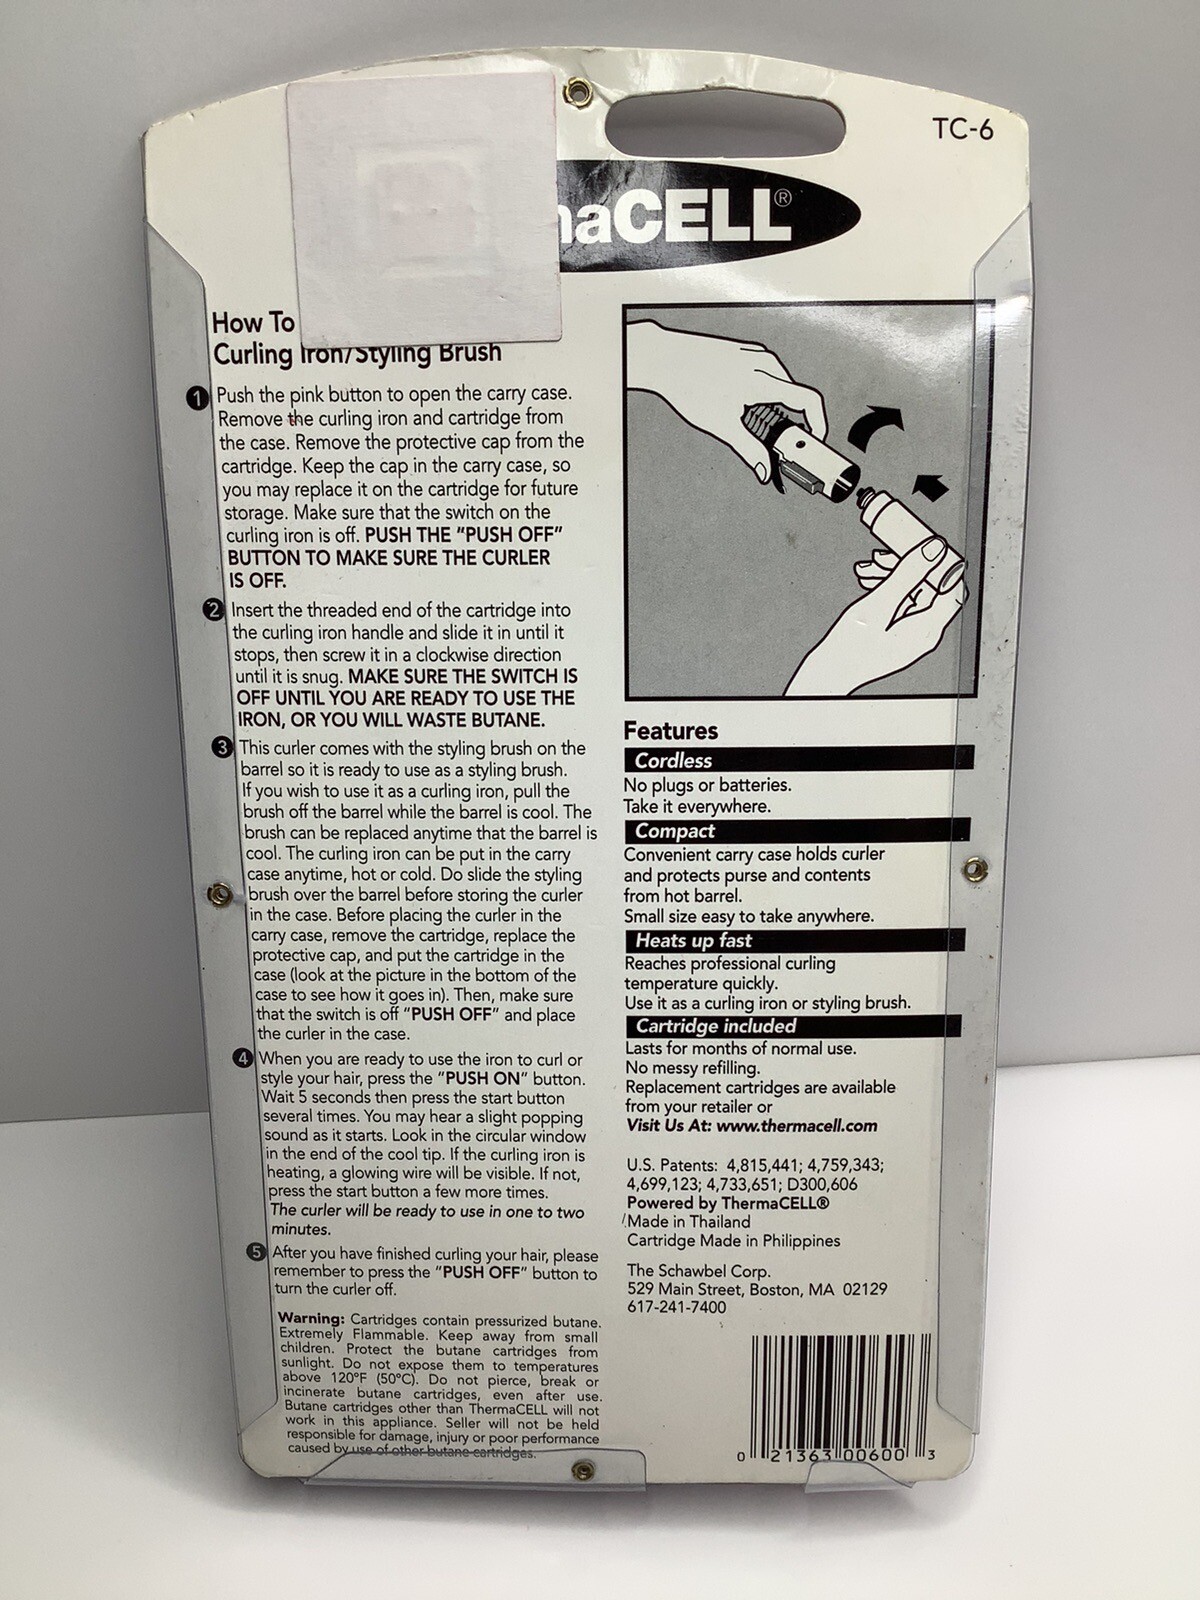 TC-6
maCELL®
How To
Curling Iron/Styling Brush
1 Push the pink button to open the carry case.
Remove the curling iron and cartridge from
the case. Remove the protective cap from the
cartridge. Keep the cap in the carry case, so
you may replace it on the cartridge for future
storage. Make sure that the switch on the
curling iron is off. PUSH THE "PUSH OFF"
BUTTON TO MAKE SURE THE CURLER
IS OFF.
2 Insert the threaded end of the cartridge into
the curling iron handle and slide it in until it
stops, then screw it in a clockwise direction
until it is snug. MAKE SURE THE SWITCH IS
OFF UNTIL YOU ARE READY TO USE THE
IRON, OR YOU WILL WASTE BUTANE.
3 This curler comes with the styling brush on the
barrel so it is ready to use as a styling brush.
If you wish to use it as a curling iron, pull the
brush off the barrel while the barrel is cool. The
brush can be replaced anytime that the barrel is
cool. The curling iron can be put in the carry
case anytime, hot or cold. Do slide the styling
brush over the barrel before storing the curler
in the case. Before placing the curler in the
carry case, remove the cartridge, replace the
protective cap, and put the cartridge in the
case (look at the picture in the bottom of the
case to see how it goes in). Then, make sure
that the switch is off "PUSH OFF" and place
the curler in the case.
4 When you are ready to use the iron to curl or
style your hair, press the "PUSH ON" button.
Wait 5 seconds then press the start button
several times. You may hear a slight popping
sound as it starts. Look in the circular window
in the end of the cool tip. If the curling iron is
heating, a glowing wire will be visible. If not,
press the start button a few more times.
The curler will be ready to use in one to two
minutes.
5 After you have finished curling your hair, please
remember to press the "PUSH OFF" button to
turn the curler off.
Warning: Cartridges contain pressurized butane.
Extremely Flammable. Keep away from small
children. Protect the butane cartridges from
sunlight. Do not expose them to temperatures
above 120°F (50°C). Do not pierce, break or
incinerate butane cartridges, even after use.
Butane cartridges other than ThermaCELL will not
work in this appliance. Seller will not be held
responsible for damage, injury or poor performance
caused by use of other butane cartridges.
Features
Cordless
No plugs or batteries.
Take it everywhere.
Compact
Convenient carry case holds curler
and protects purse and contents
from hot barrel.
Small size easy to take anywhere.
Heats up fast
Reaches professional curling
temperature quickly.
Use it as a curling iron or styling brush.
Cartridge included
Lasts for months of normal use.
No messy refilling.
Replacement cartridges are available
from your retailer or
Visit Us At: www.thermacell.com
U.S. Patents: 4,815,441; 4,759,343;
4,699,123; 4,733,651; D300,606
Powered by ThermaCELL®
Made in Thailand
Cartridge Made in Philippines
The Schawbel Corp.
529 Main Street, Boston, MA 02129
617-241-7400
0 21363 00600 3